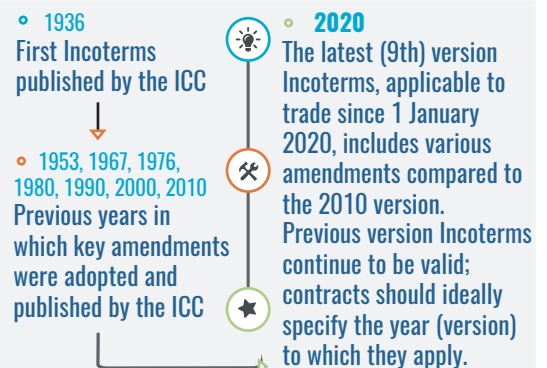 1936
First Incoterms
published by the ICC
1953, 1967, 1976,
1980, 1990, 2000, 2010
Previous years in
which key amendments
were adopted and
published by the ICC
2020
The latest (9th) version
Incoterms, applicable to
trade since 1 January
2020, includes various
amendments compared to
the 2010 version.
Previous version Incoterms
continue to be valid;
contracts should ideally
specify the year (version)
to which they apply.